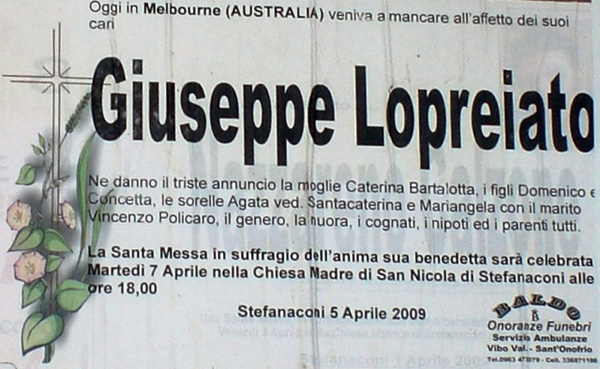 Oggi in Melbourne (AUSTRALIA) veniva a mancare all'affetto dei suoi
cari
Giuseppe Lopreiato
Ne danno il triste annuncio la moglie Caterina Bartalotta, i figli Domenico e
Concetta, le sorelle Agata ved. Santacaterina e Mariangela con il marito
Vincenzo Policaro, il genero, la nuora, i cognati, i nipoti ed i parenti tutti.
La Santa Messa in suffragio dell'anima sua benedetta sarà celebrata
Martedì 7 Aprile nella Chiesa Madre di San Nicola di Stefanaconi alle
ore 18,00
Stefanaconi 5 Aprile 2009
BALDO
Onoranze Funebri
Servizio Ambulanze
Vibo Val. - Sant'Onofrio